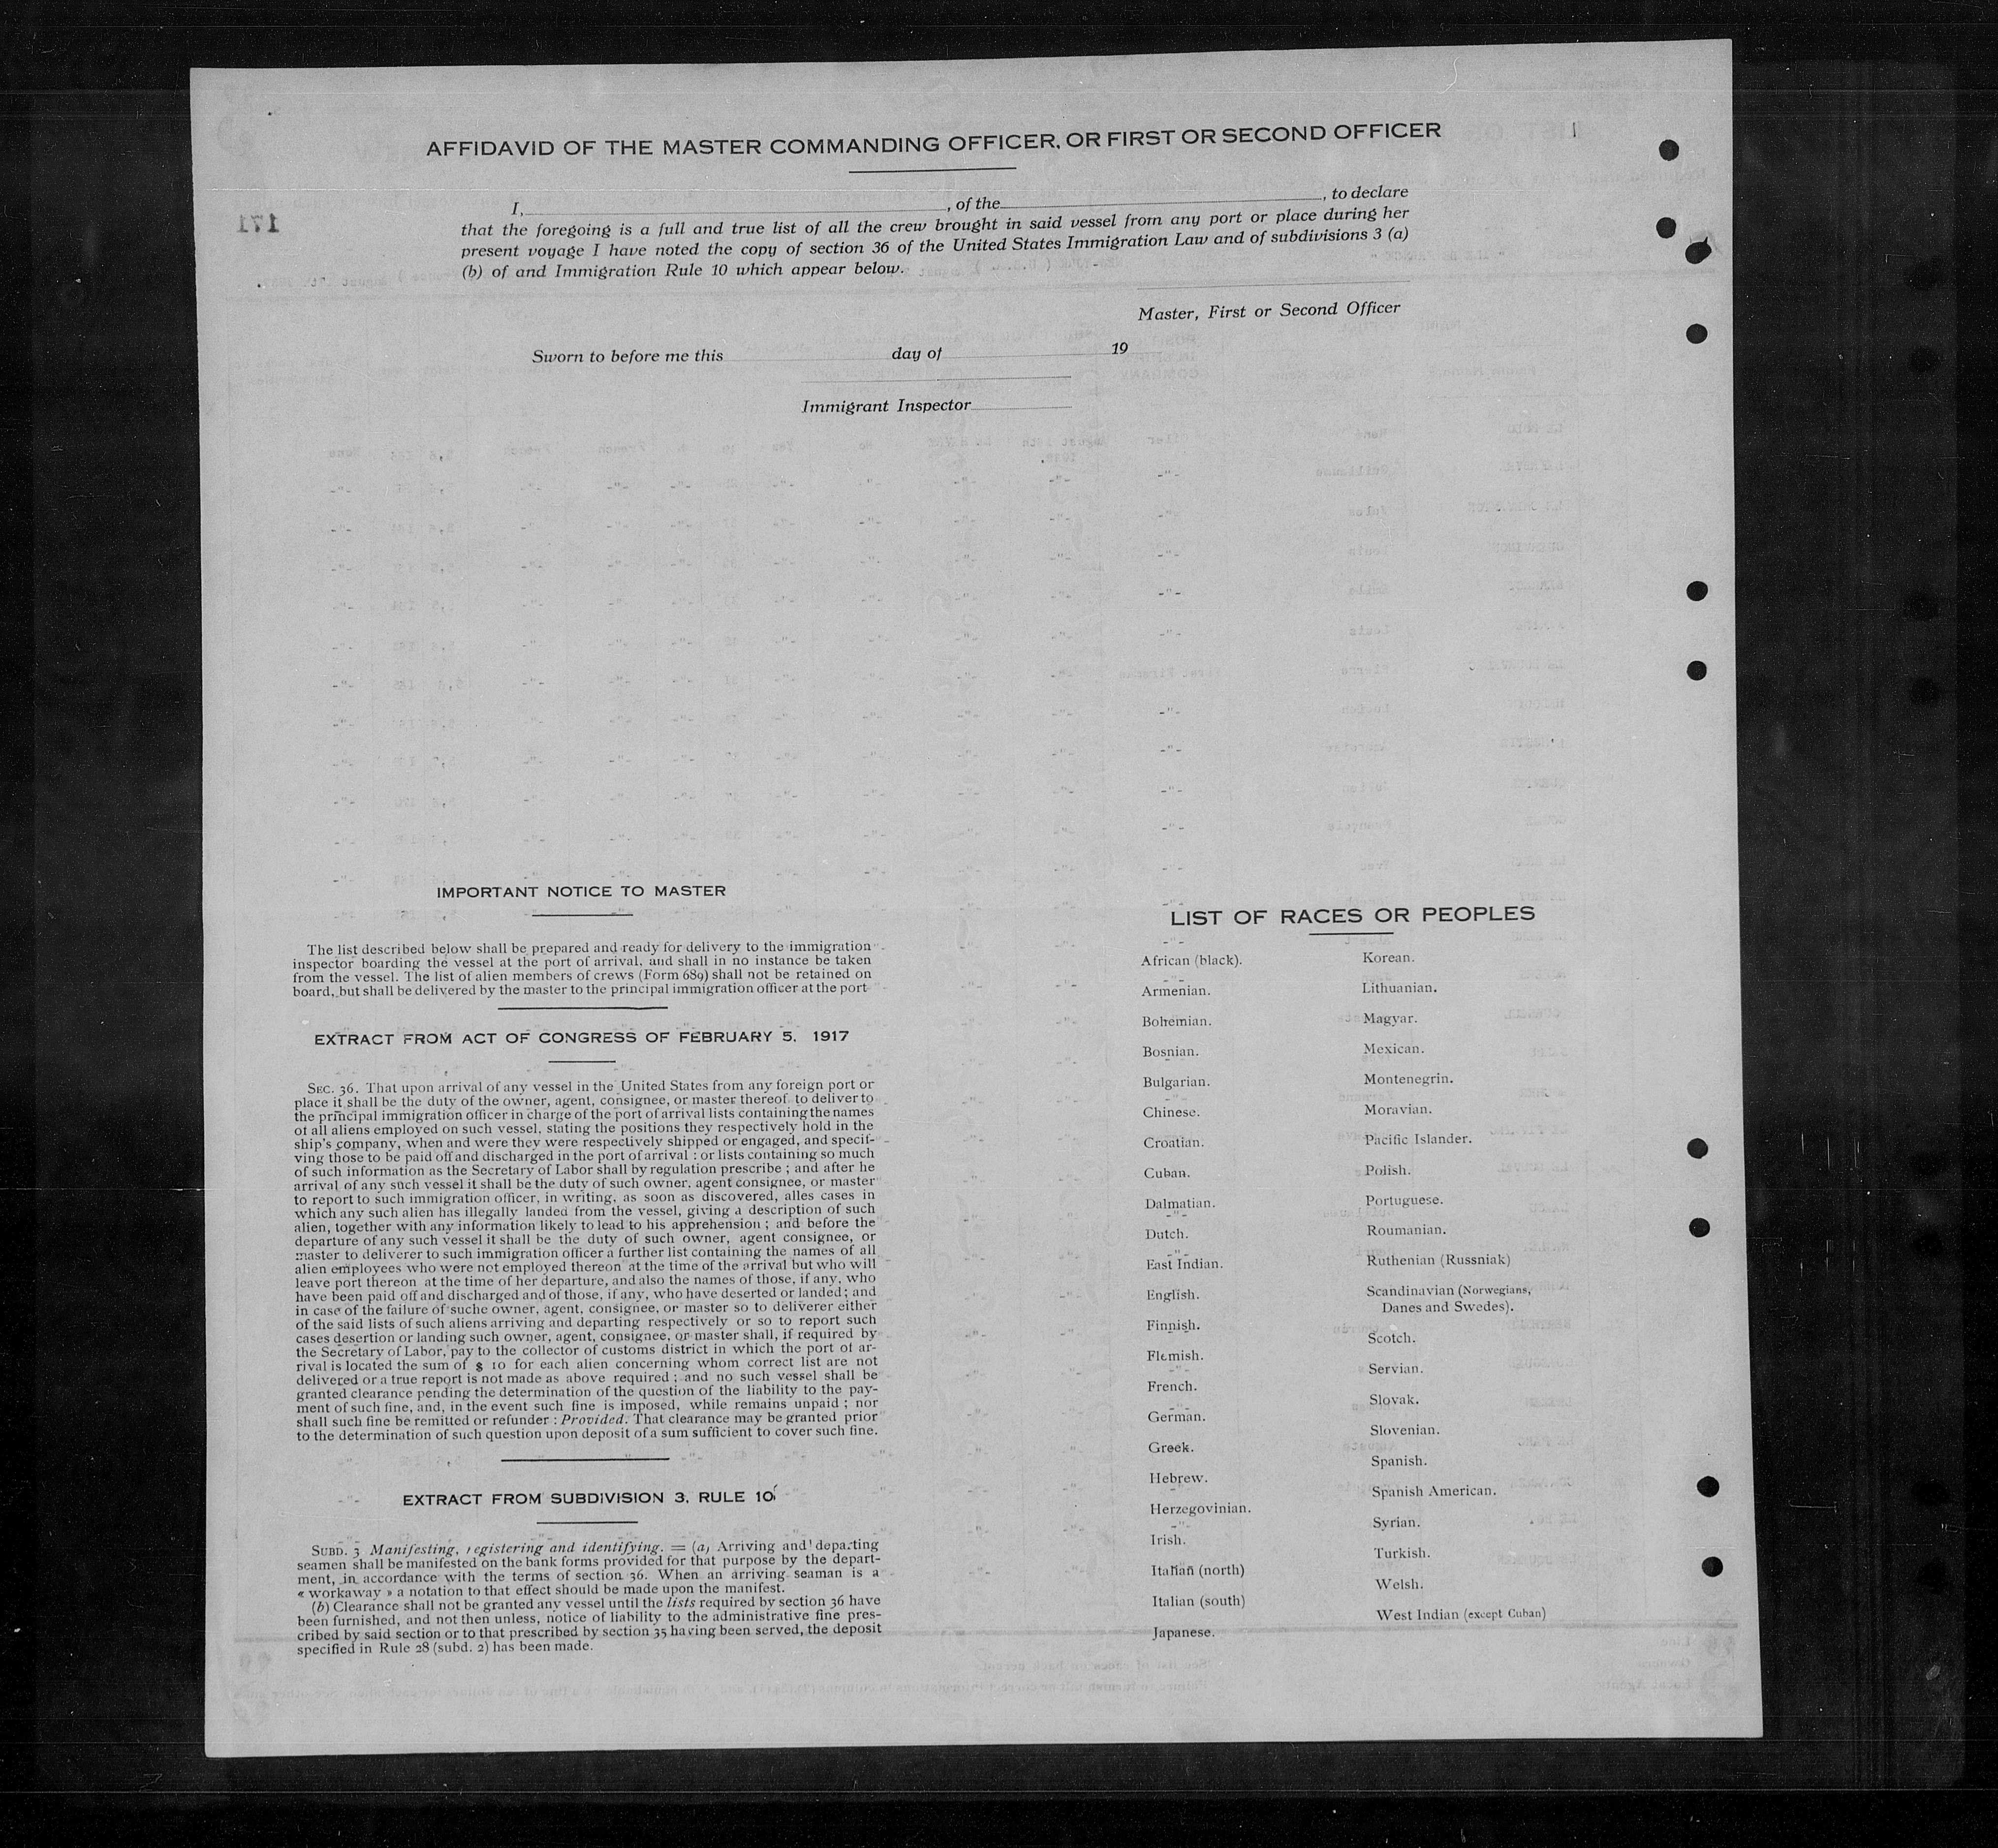 AFFIDAVID OF THE MASTER COMMANDING OFFICER, OR FIRST OR SECOND OFFICER
I, , of the , to declare
that the foregoing is a full and true list of all the crew brought in said vessel from any port or place during her
present voyage I have noted the copy of section 36 of the United States Immigration Law and of subdivisions 3 (a)
(b) of and Immigration Rule 10 which appear below.
171
Master, First or Second Officer
Sworn to before me this day of 19
Immigrant Inspector
IMPORTANT NOTICE TO MASTER
The list described below shall be prepared and ready for delivery to the immigration
inspector boarding the vessel at the port of arrival, and shall in no instance be taken
from the vessel. The list of alien members of crews (Form 689) shall not be retained on
board, but shall be delivered by the master to the principal immigration officer at the port
EXTRACT FROM ACT OF CONGRESS OF FEBRUARY 5, 1917
SEC. 36. That upon arrival of any vessel in the United States from any foreign port or
place it shall be the duty of the owner, agent, consignee, or master thereof to deliver to
the principal immigration officer in charge of the port of arrival lists containing the names
of all aliens employed on such vessel, stating the positions they respectively hold in the
ship's company, when and were they were respectively shipped or engaged, and specif-
ving those to be paid off and discharged in the port of arrival : or lists containing so much
of such information as the Secretary of Labor shall by regulation prescribe ; and after he
arrival of any such vessel it shall be the duty of such owner, agent consignee, or master
to report to such immigration officer, in writing, as soon as discovered, alles cases in
which any such alien has illegally landed from the vessel, giving a description of such
alien, together with any information likely to lead to his apprehension ; and before the
departure of any such vessel it shall be the duty of such owner, agent consignee, or
master to deliverer to such immigration officer a further list containing the names of all
alien employees who were not employed thereon at the time of the arrival but who will
leave port thereon at the time of her departure, and also the names of those, if any, who
have been paid off and discharged and of those, if any, who have deserted or landed ; and
in case of the failure of suche owner, agent, consignee, or master so to deliverer either
of the said lists of such aliens arriving and departing respectively or so to report such
cases desertion or landing such owner, agent, consignee, or master shall, if required by
the Secretary of Labor, pay to the collector of customs district in which the port of ar-
rival is located the sum of $ 10 for each alien concerning whom correct list are not
delivered or a true report is not made as above required ; and no such vessel shall be
granted clearance pending the determination of the question of the liability to the pay-
ment of such fine, and, in the event such fine is imposed, while remains unpaid ; nor
shall such fine be remitted or refunder : Provided. That clearance may be granted prior
to the determination of such question upon deposit of a sum sufficient to cover such fine.
EXTRACT FROM SUBDIVISION 3, RULE 10
SUBD. 3 Manifesting, registering and identifying. = (a) Arriving and departing
seamen shall be manifested on the bank forms provided for that purpose by the depart-
ment, in accordance with the terms of section 36. When an arriving seaman is a
« workaway » a notation to that effect should be made upon the manifest.
(b) Clearance shall not be granted any vessel until the lists required by section 36 have
been furnished, and not then unless, notice of liability to the administrative fine pres-
cribed by said section or to that prescribed by section 35 having been served, the deposit
specified in Rule 28 (subd. 2) has been made.
LIST OF RACES OR PEOPLES
African (black).
Armenian.
Bohemian.
Bosnian.
Bulgarian.
Chinese.
Croatian.
Cuban.
Dalmatian.
Dutch.
East Indian.
English.
Finnish.
Flemish.
French.
German.
Greek.
Hebrew.
Herzegovinian.
Irish.
Italian (north)
Italian (south)
Japanese.
Korean.
Lithuanian.
Magyar.
Mexican.
Montenegrin.
Moravian.
Pacific Islander.
Polish.
Portuguese.
Roumanian.
Ruthenian (Russniak)
Scandinavian (Norwegians,
Danes and Swedes).
Scotch.
Servian.
Slovak.
Slovenian.
Spanish.
Spanish American.
Syrian.
Turkish.
Welsh.
West Indian (except Cuban)